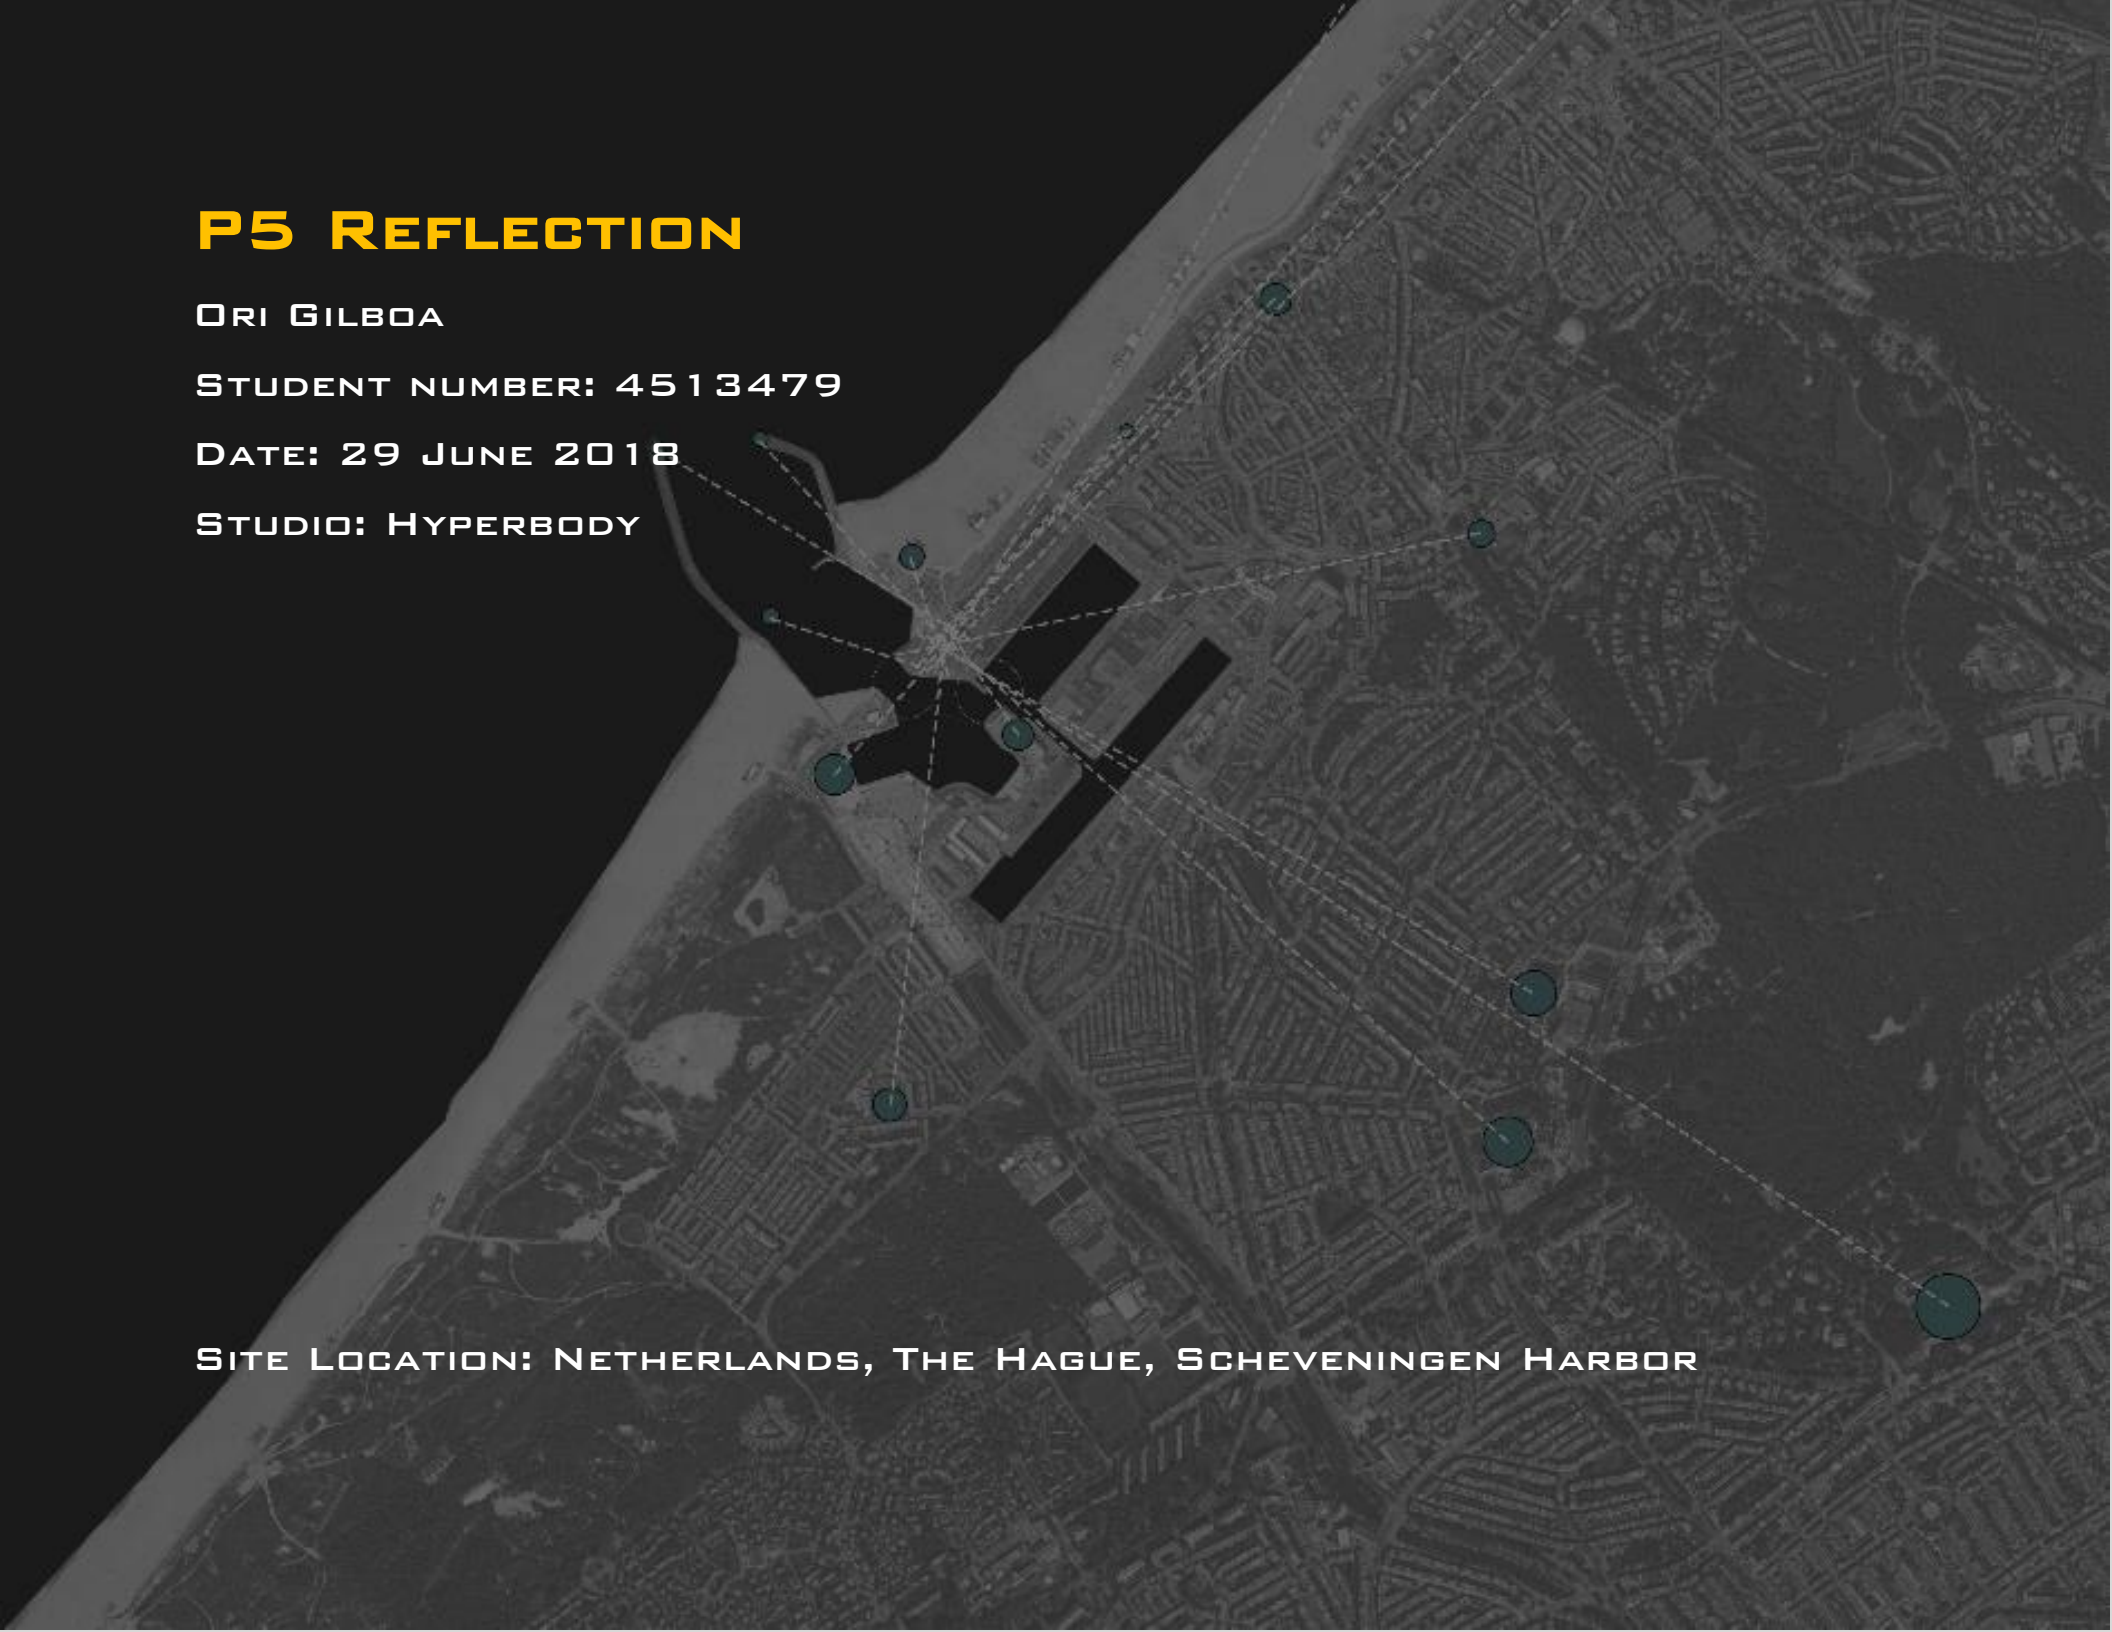 P5 Reflection
Ori Gilboa
Student number: 4513479
Date: 29 June 2018
Studio: Hyperbody
Site Location: Netherlands, The Hague, Scheveningen Harbor